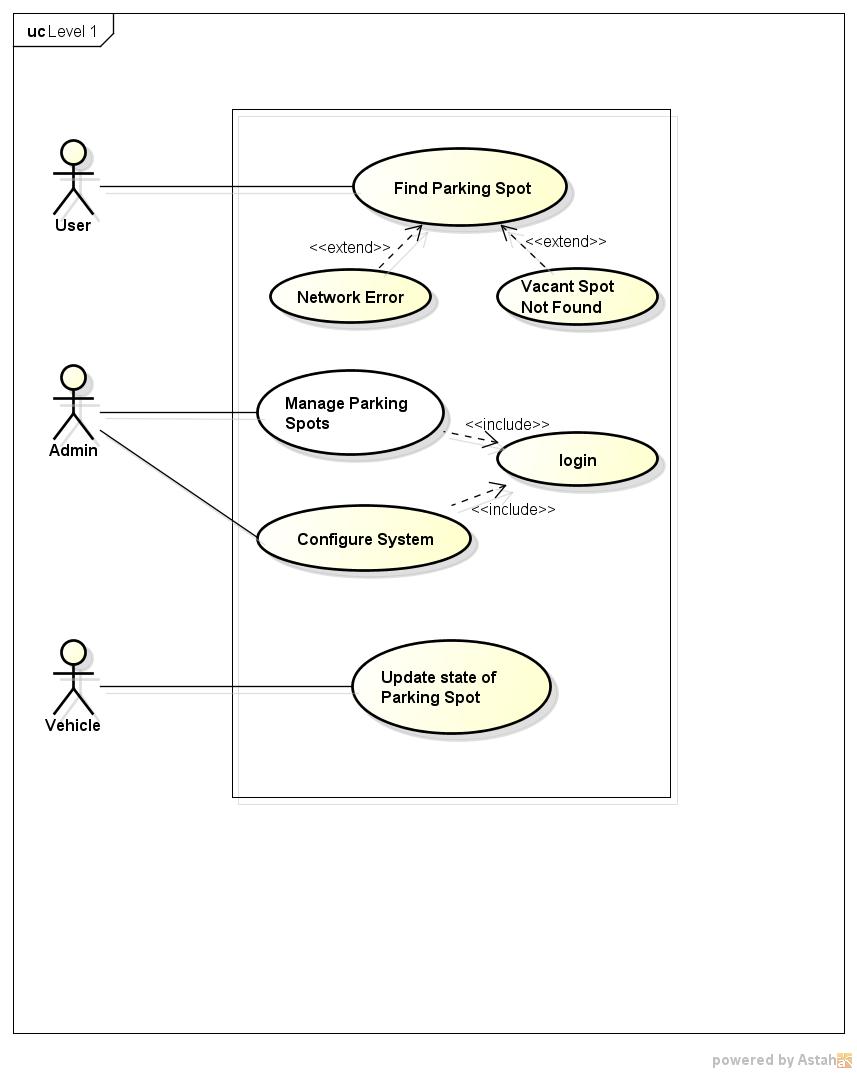 uc Level 1
Find Parking Spot
User
<<extend>>
<<extend>>
Network Error
Vacant Spot
Not Found
Manage Parking
Spots
<<include>>
Admin
login
<<include>>
Configure System
Update state of
Parking Spot
Vehicle
powered by Astah